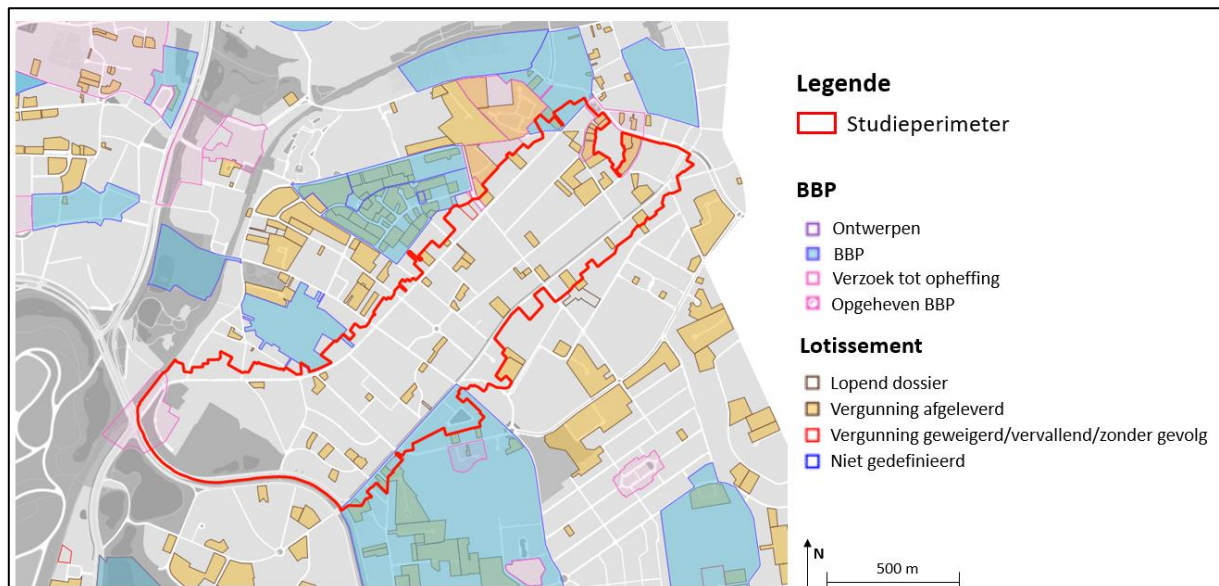 Legende
Studieperimeter
BBP
Ontwerpen
BBP
Verzoek tot opheffing
Opgeheven BBP
Lotissement
Lopend dossier
Vergunning afgeleverd
Vergunning geweigerd/vervallend/zonder gevolg
Niet gedefinieerd
N
500 m